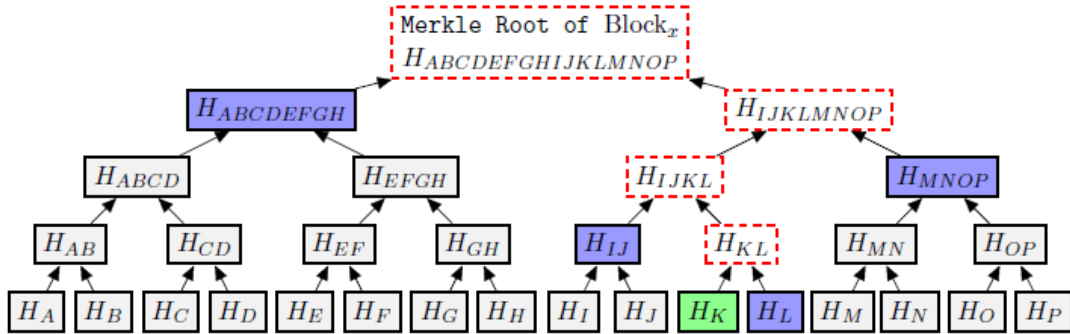 Merkle Root of Block_x
H_ABCDEFGHIJKLMNOP
H_ABCDEFGH H_IJKLMNOP
H_ABCD H_EFGH H_IJKL H_MNOP
H_AB H_CD H_EF H_GH H_IJ H_KL H_MN H_OP
H_A H_B H_C H_D H_E H_F H_G H_H H_I H_J H_K H_L H_M H_N H_O H_P